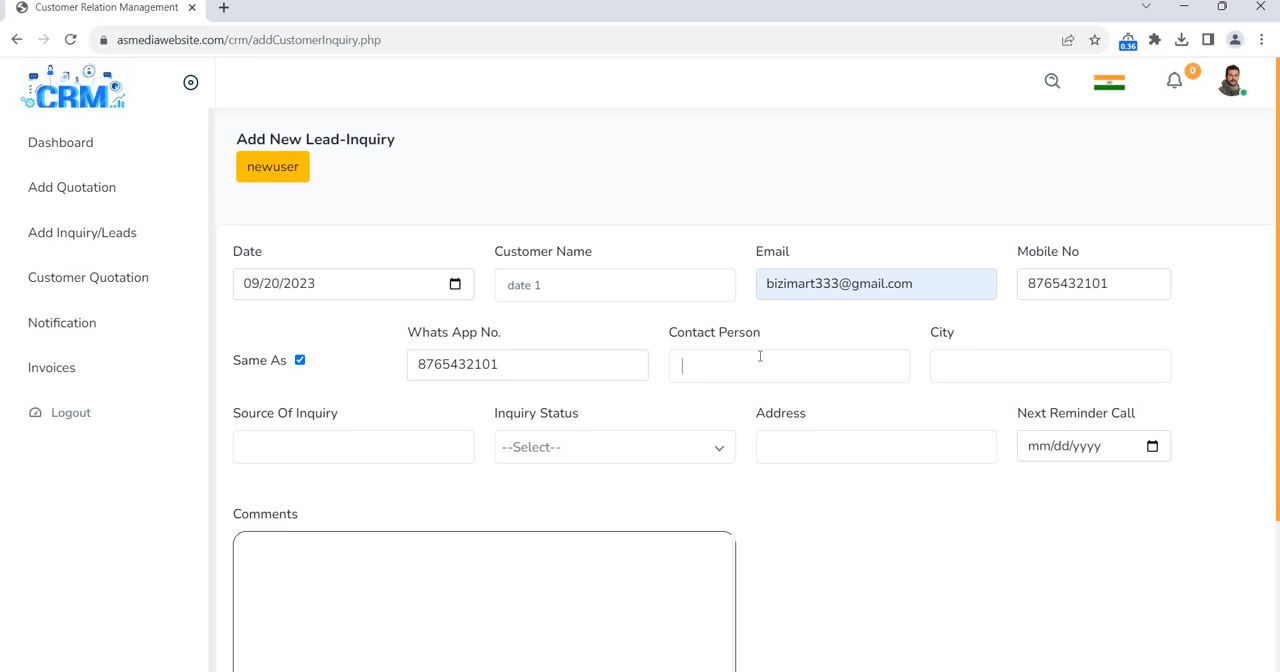 Customer Relation Management
asmediawebsite.com/crm/addCustomerInquiry.php
0.36
CRM
0
Dashboard
Add Quotation
Add Inquiry/Leads
Customer Quotation
Notification
Invoices
Logout
Add New Lead-Inquiry
newuser
Date Customer Name Email Mobile No
09/20/2023 date 1 bizimart333@gmail.com 8765432101
Whats App No. Contact Person City
Same As 8765432101
Source Of Inquiry Inquiry Status Address Next Reminder Call
--Select-- mm/dd/yyyy
Comments